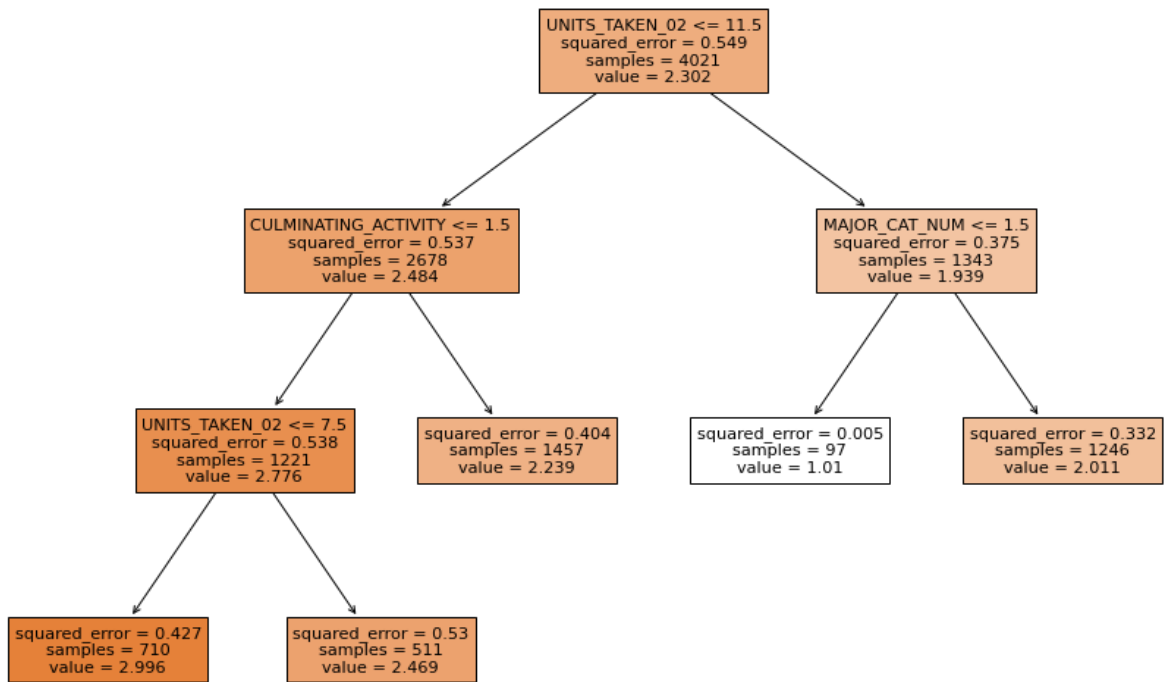 UNITS_TAKEN_02 <= 11.5
squared_error = 0.549
samples = 4021
value = 2.302
CULMINATING_ACTIVITY <= 1.5
squared_error = 0.537
samples = 2678
value = 2.484
MAJOR_CAT_NUM <= 1.5
squared_error = 0.375
samples = 1343
value = 1.939
UNITS_TAKEN_02 <= 7.5
squared_error = 0.538
samples = 1221
value = 2.776
squared_error = 0.404
samples = 1457
value = 2.239
squared_error = 0.005
samples = 97
value = 1.01
squared_error = 0.332
samples = 1246
value = 2.011
squared_error = 0.427
samples = 710
value = 2.996
squared_error = 0.53
samples = 511
value = 2.469